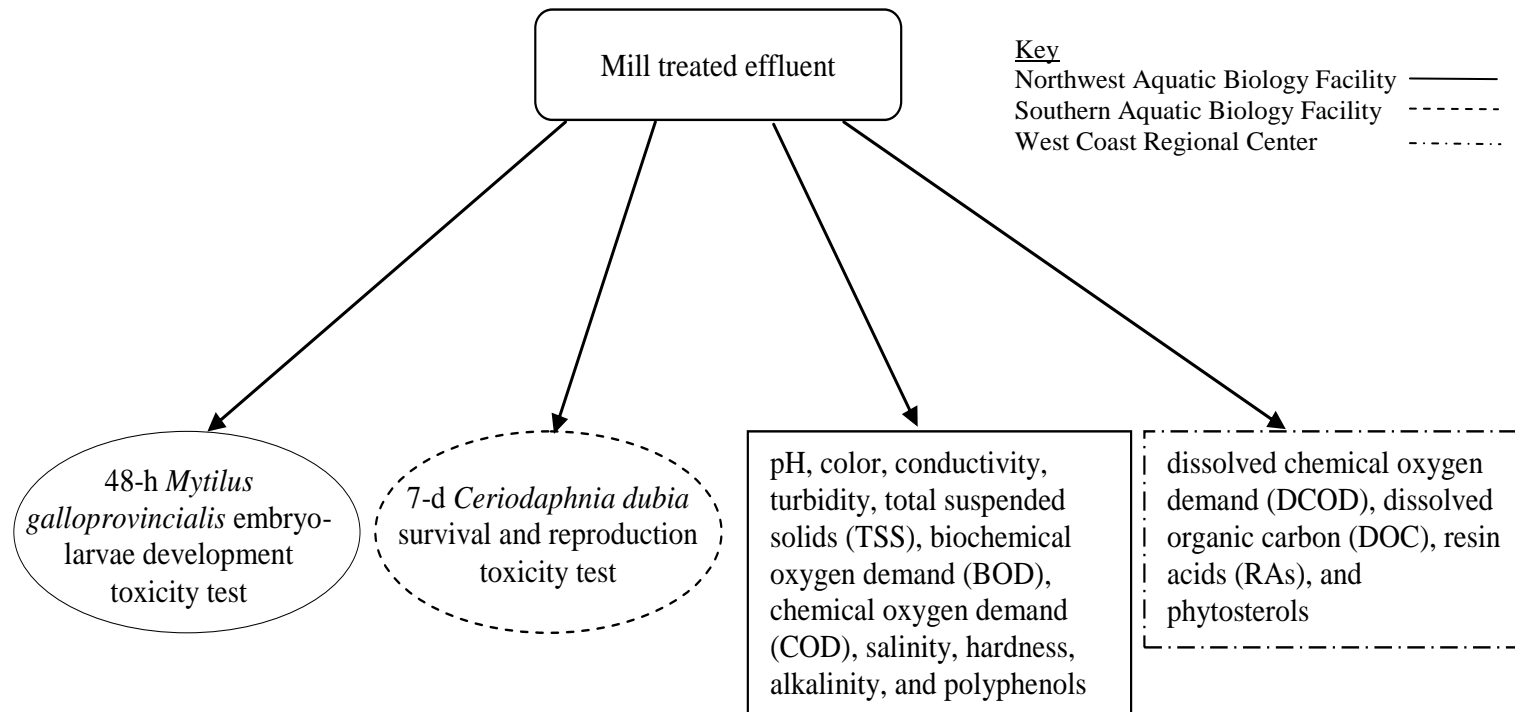 Mill treated effluent
Key
Northwest Aquatic Biology Facility
Southern Aquatic Biology Facility
West Coast Regional Center
48-h Mytilus
galloprovincialis embryo-
larvae development
toxicity test
7-d Ceriodaphnia dubia
survival and reproduction
toxicity test
pH, color, conductivity,
turbidity, total suspended
solids (TSS), biochemical
oxygen demand (BOD),
chemical oxygen demand
(COD), salinity, hardness,
alkalinity, and polyphenols
dissolved chemical oxygen
demand (DCOD), dissolved
organic carbon (DOC), resin
acids (RAs), and
phytosterols